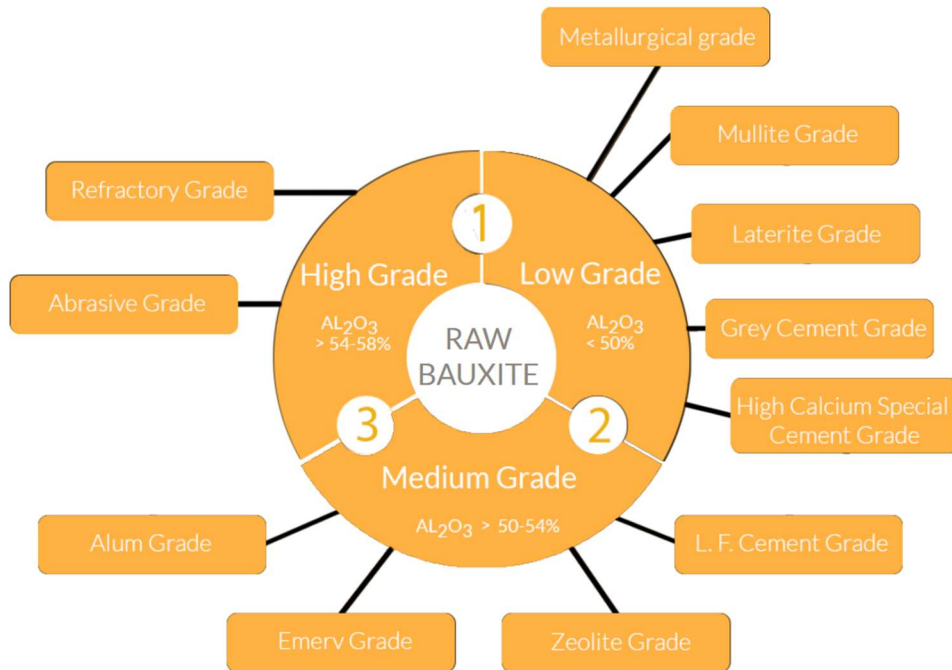 Metallurgical grade
Mullite Grade
Refractory Grade
Laterite Grade
Abrasive Grade
Grey Cement Grade
High Calcium Special
Cement Grade
1
High Grade
AL2O3
> 54-58%
Low Grade
AL2O3
< 50%
RAW
BAUXITE
3
2
Medium Grade
AL2O3 > 50-54%
Alum Grade
L. F. Cement Grade
Emerv Grade
Zeolite Grade